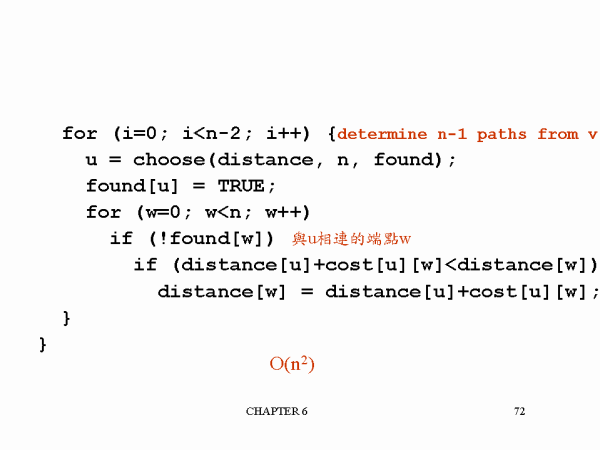 for (i=0; i<n-2; i++) {determine n-1 paths from v
u = choose(distance, n, found);
found[u] = TRUE;
for (w=0; w<n; w++)
if (!found[w]) 與u相連的端點w
if (distance[u]+cost[u][w]<distance[w])
distance[w] = distance[u]+cost[u][w];
}
}
O(n²)
CHAPTER 6 72